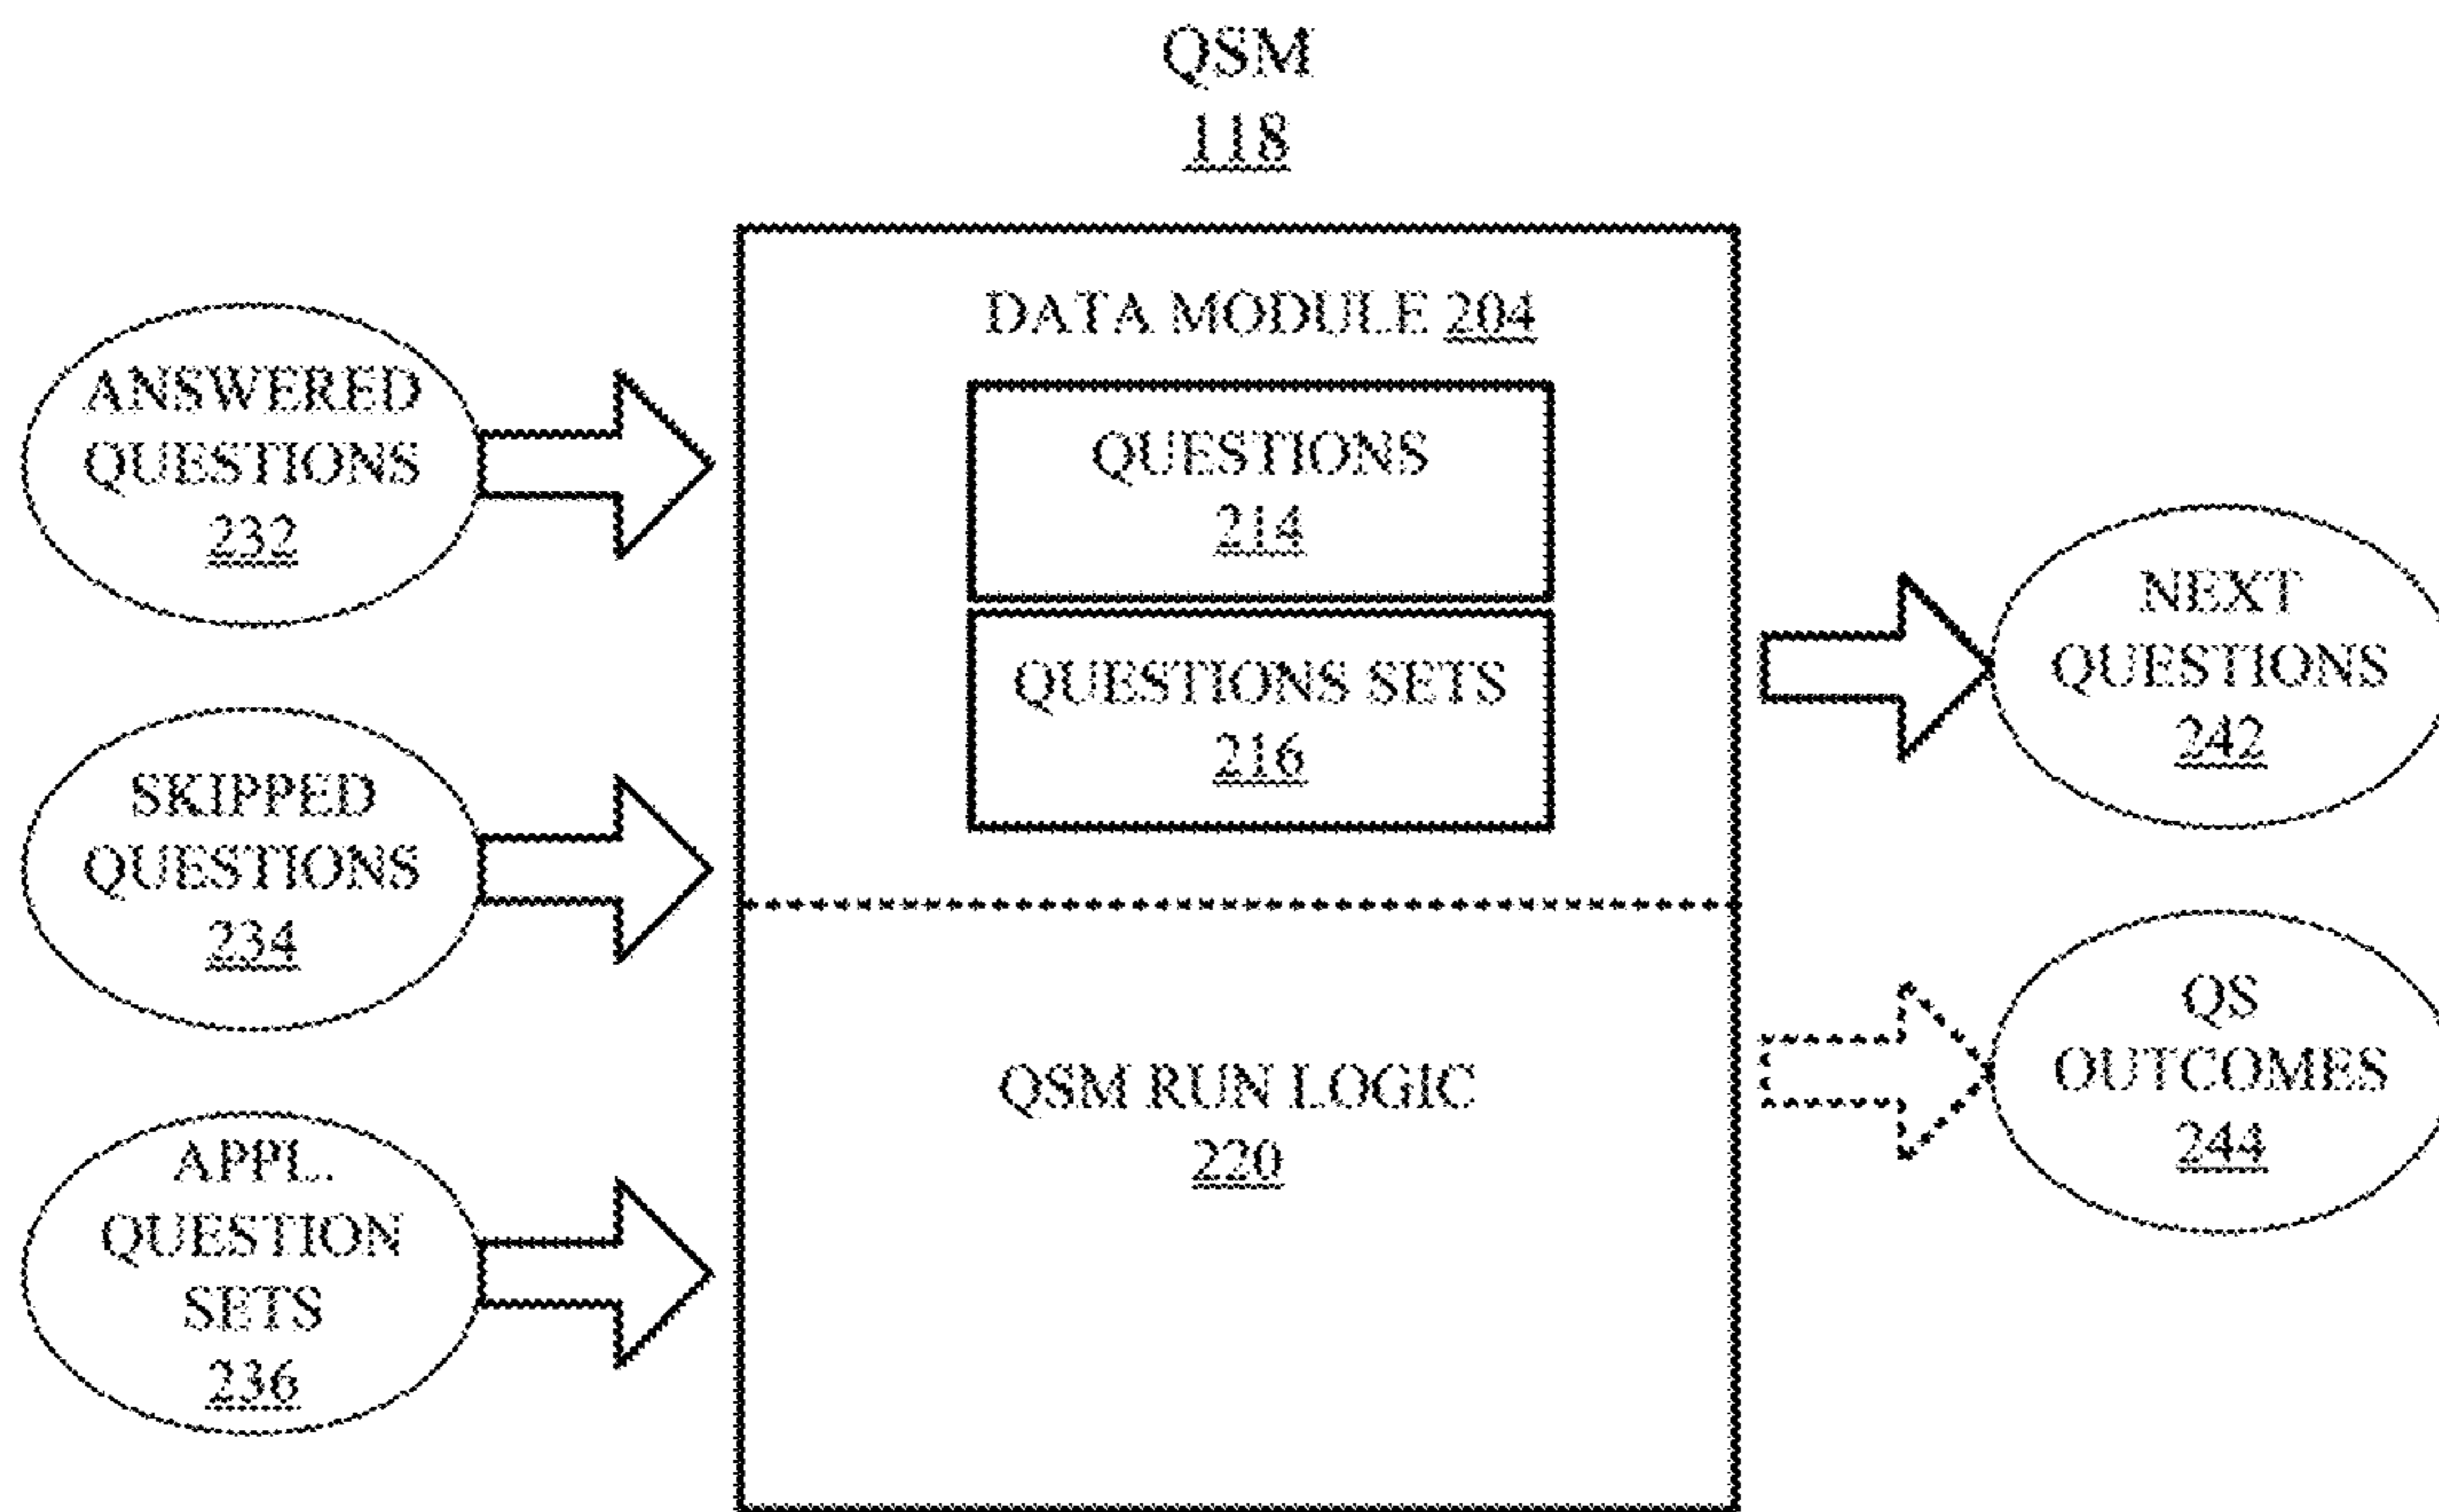 QSM
118
ANSWERED
QUESTIONS
232
SKIPPED
QUESTIONS
234
APPL.
QUESTION
SETS
236
DATA MODULE 204
QUESTIONS
214
QUESTIONS SETS
216
QSM RUN LOGIC
220
NEXT
QUESTIONS
242
QS
OUTCOMES
244